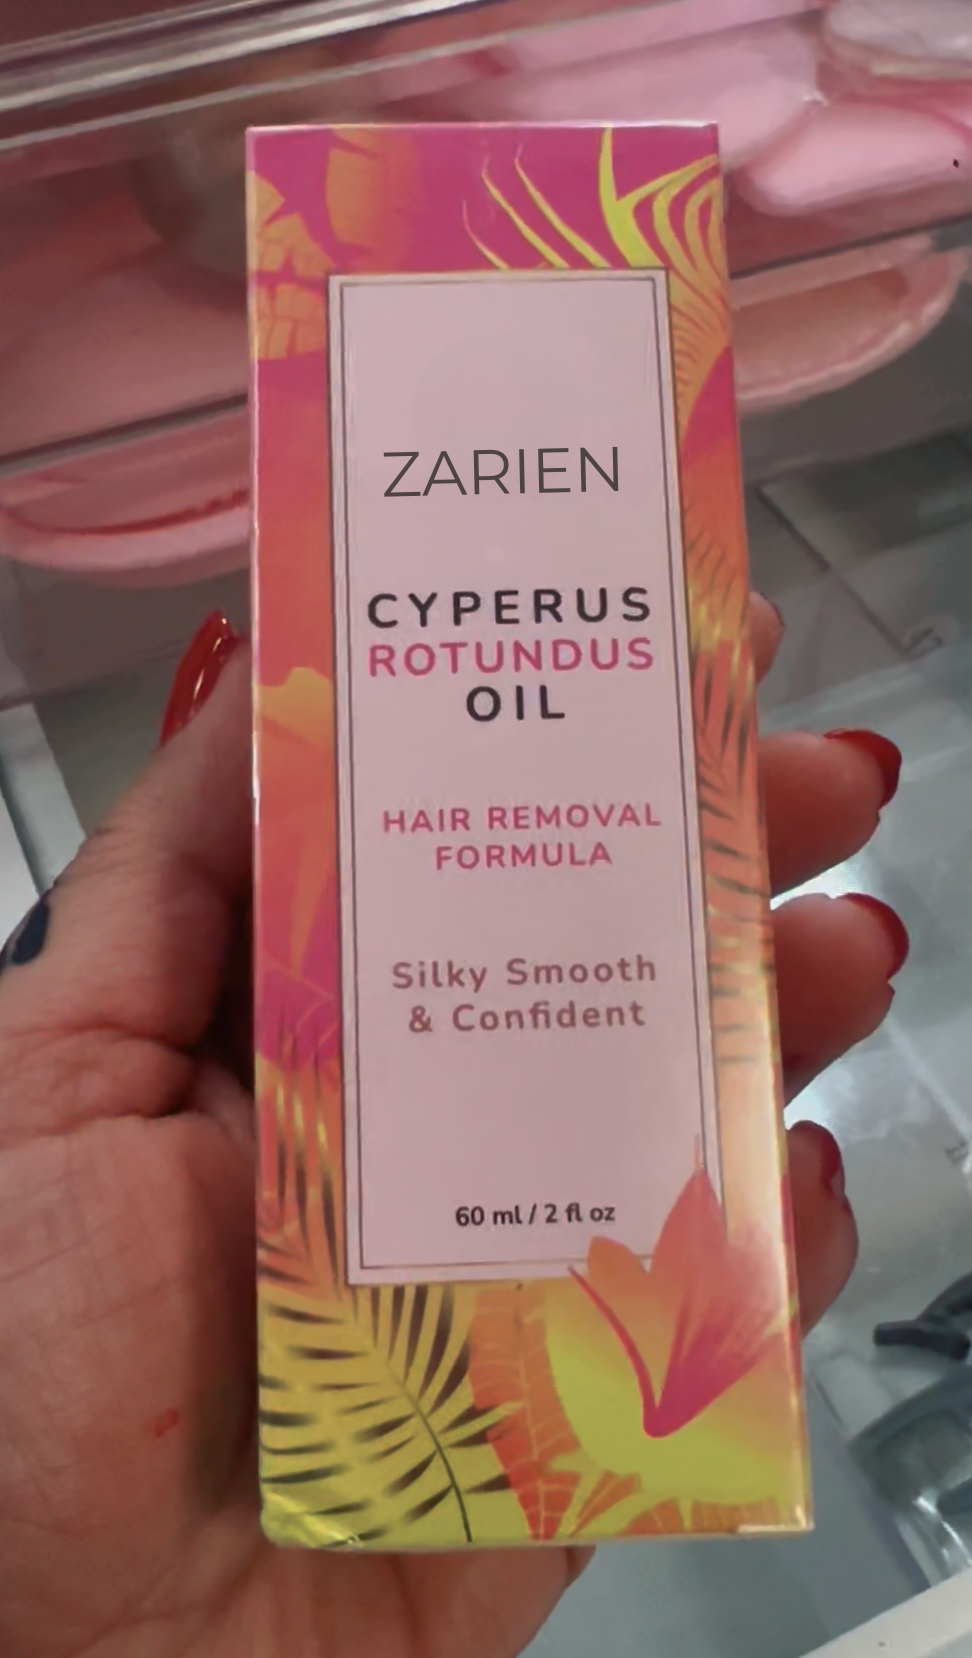 ZARIEN
CYPERUS
ROTUNDUS
OIL
HAIR REMOVAL
FORMULA
Silky Smooth
& Confident
60 ml / 2 fl oz